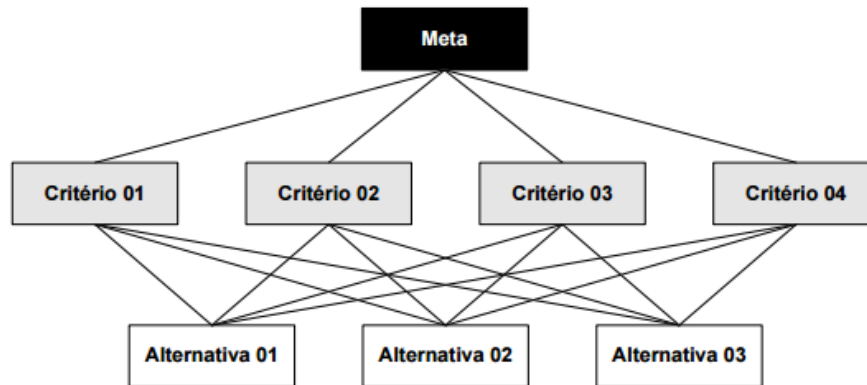 Meta
Critério 01
Critério 02
Critério 03
Critério 04
Alternativa 01
Alternativa 02
Alternativa 03